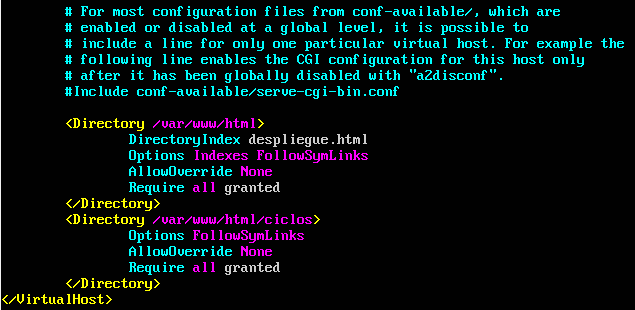 # For most configuration files from conf-available/, which are
# enabled or disabled at a global level, it is possible to
# include a line for only one particular virtual host. For example the
# following line enables the CGI configuration for this host only
# after it has been globally disabled with "a2disconf".
#Include conf-available/serve-cgi-bin.conf
<Directory /var/www/html>
DirectoryIndex despliegue.html
Options Indexes FollowSymLinks
AllowOverride None
Require all granted
</Directory>
<Directory /var/www/html/ciclos>
Options FollowSymLinks
AllowOverride None
Require all granted
</Directory>
</VirtualHost>